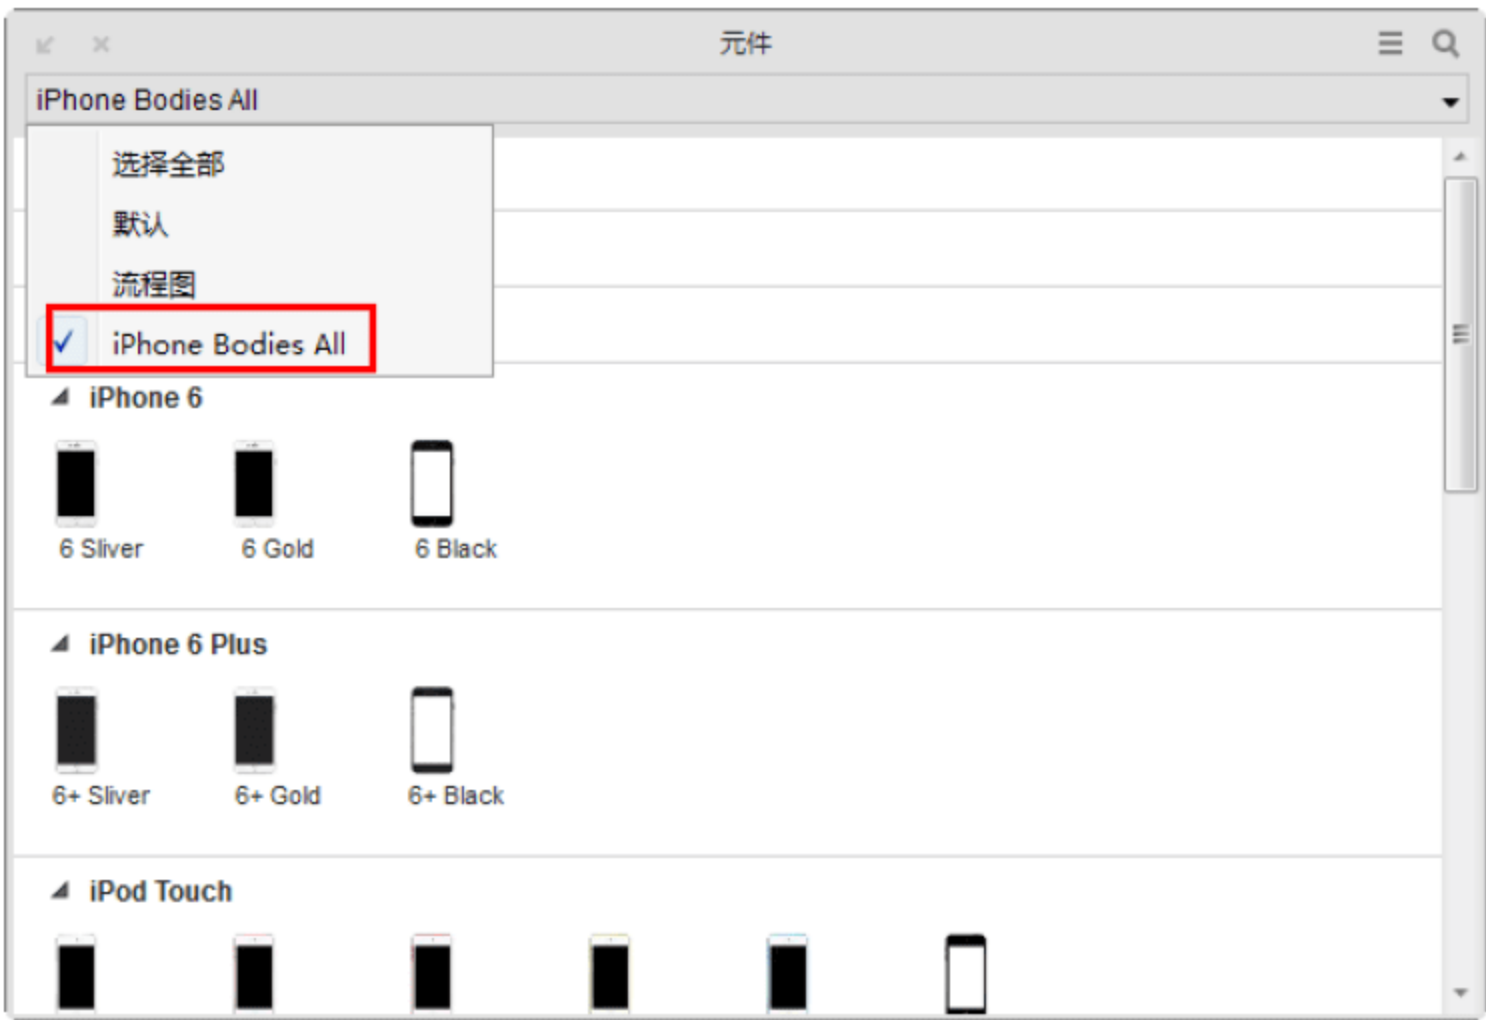 元件
iPhone Bodies All
选择全部
默认
流程图
iPhone Bodies All
iPhone 6
6 Sliver 6 Gold 6 Black
iPhone 6 Plus
6+ Sliver 6+ Gold 6+ Black
iPod Touch